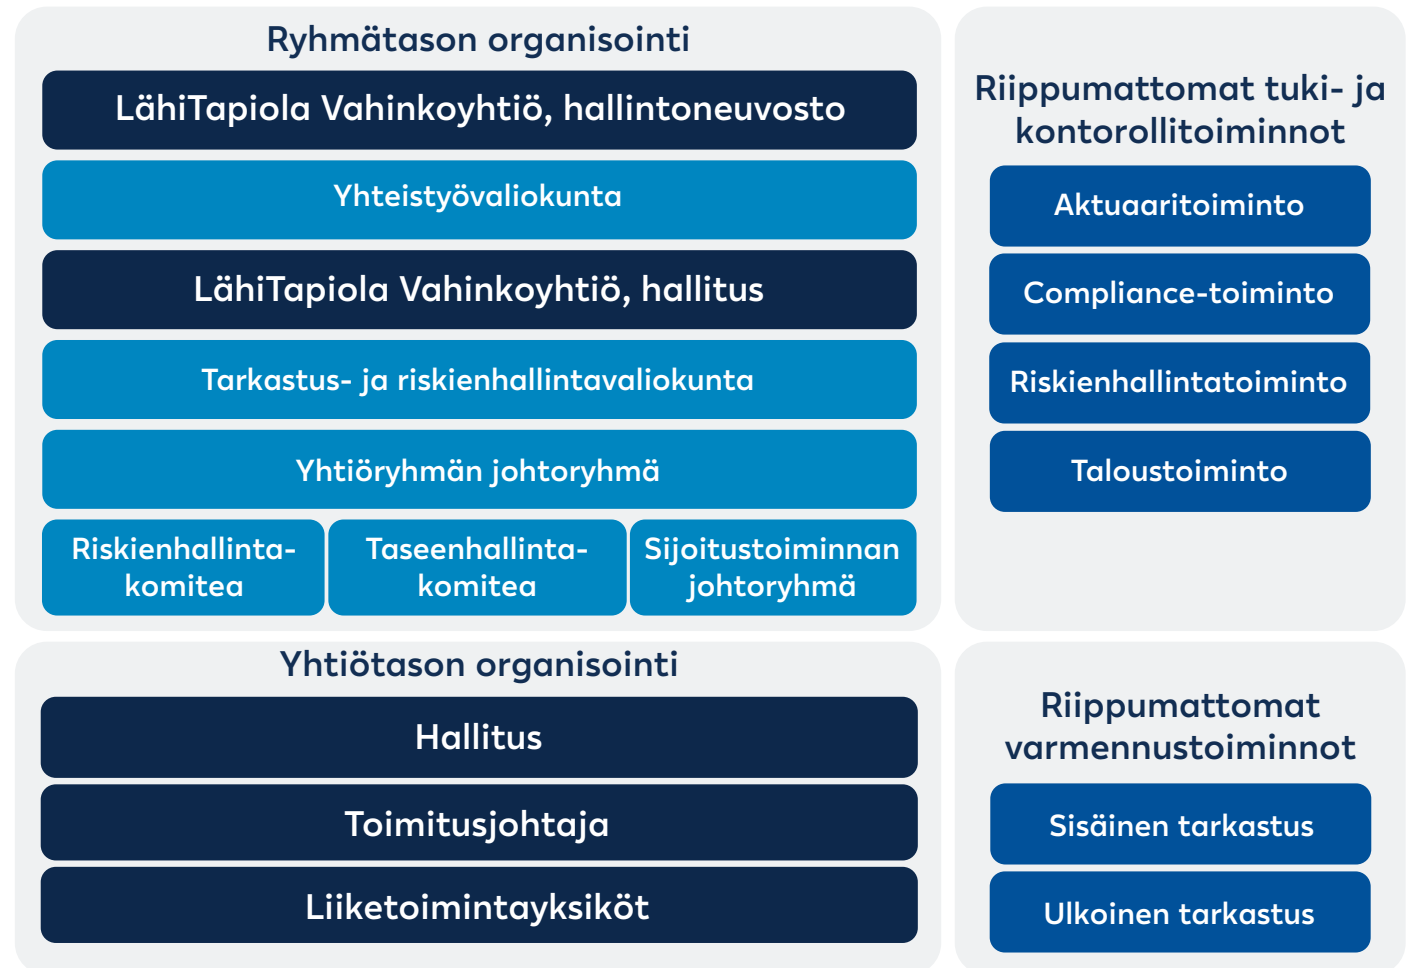 Ryhmätason organisointi
LähiTapiola Vahinkoyhtiö, hallintoneuvosto
Yhteistyövaliokunta
LähiTapiola Vahinkoyhtiö, hallitus
Tarkastus- ja riskienhallintavaliokunta
Yhtiöryhmän johtoryhmä
Riskienhallinta-
komitea
Taseenhallinta-
komitea
Sijoitustoiminnan
johtoryhmä
Riippumattomat tuki- ja
kontorollitoiminnot
Aktuaaritoiminto
Compliance-toiminto
Riskienhallintatoiminto
Taloustoiminto
Yhtiötason organisointi
Hallitus
Toimitusjohtaja
Liiketoimintayksiköt
Riippumattomat
varmennustoiminnot
Sisäinen tarkastus
Ulkoinen tarkastus